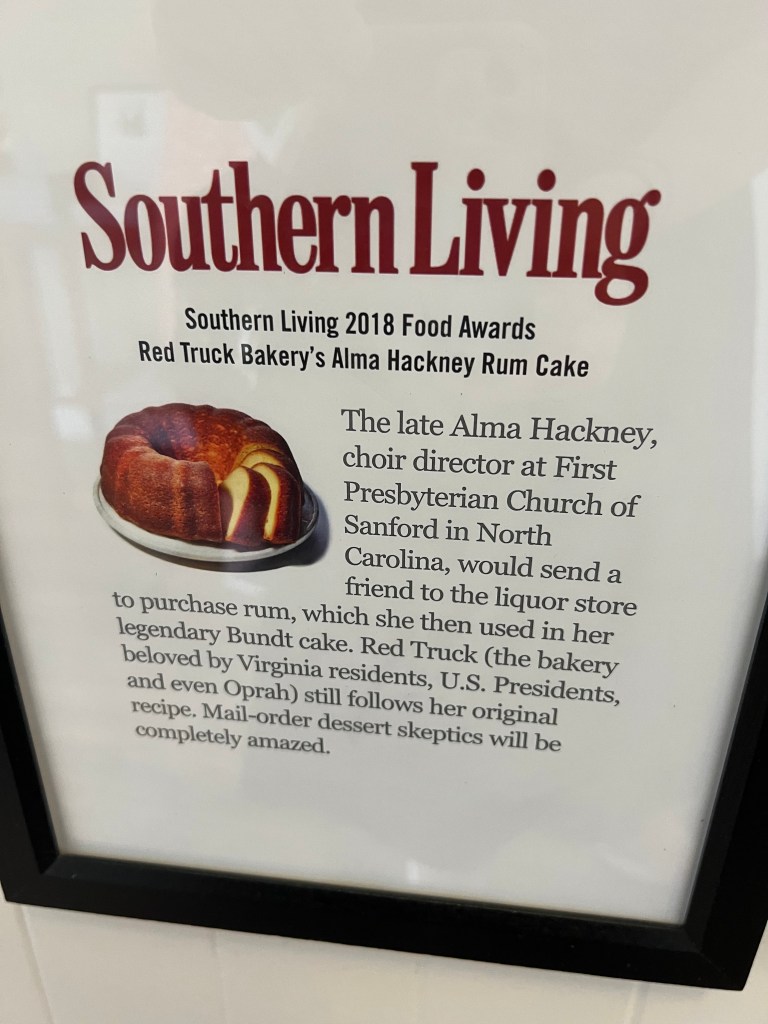 Southern Living
Southern Living 2018 Food Awards
Red Truck Bakery's Alma Hackney Rum Cake
The late Alma Hackney,
choir director at First
Presbyterian Church of
Sanford in North
Carolina, would send a
friend to the liquor store
to purchase rum, which she then used in her
legendary Bundt cake. Red Truck (the bakery
beloved by Virginia residents, U.S. Presidents,
and even Oprah) still follows her original
recipe. Mail-order dessert skeptics will be
completely amazed.